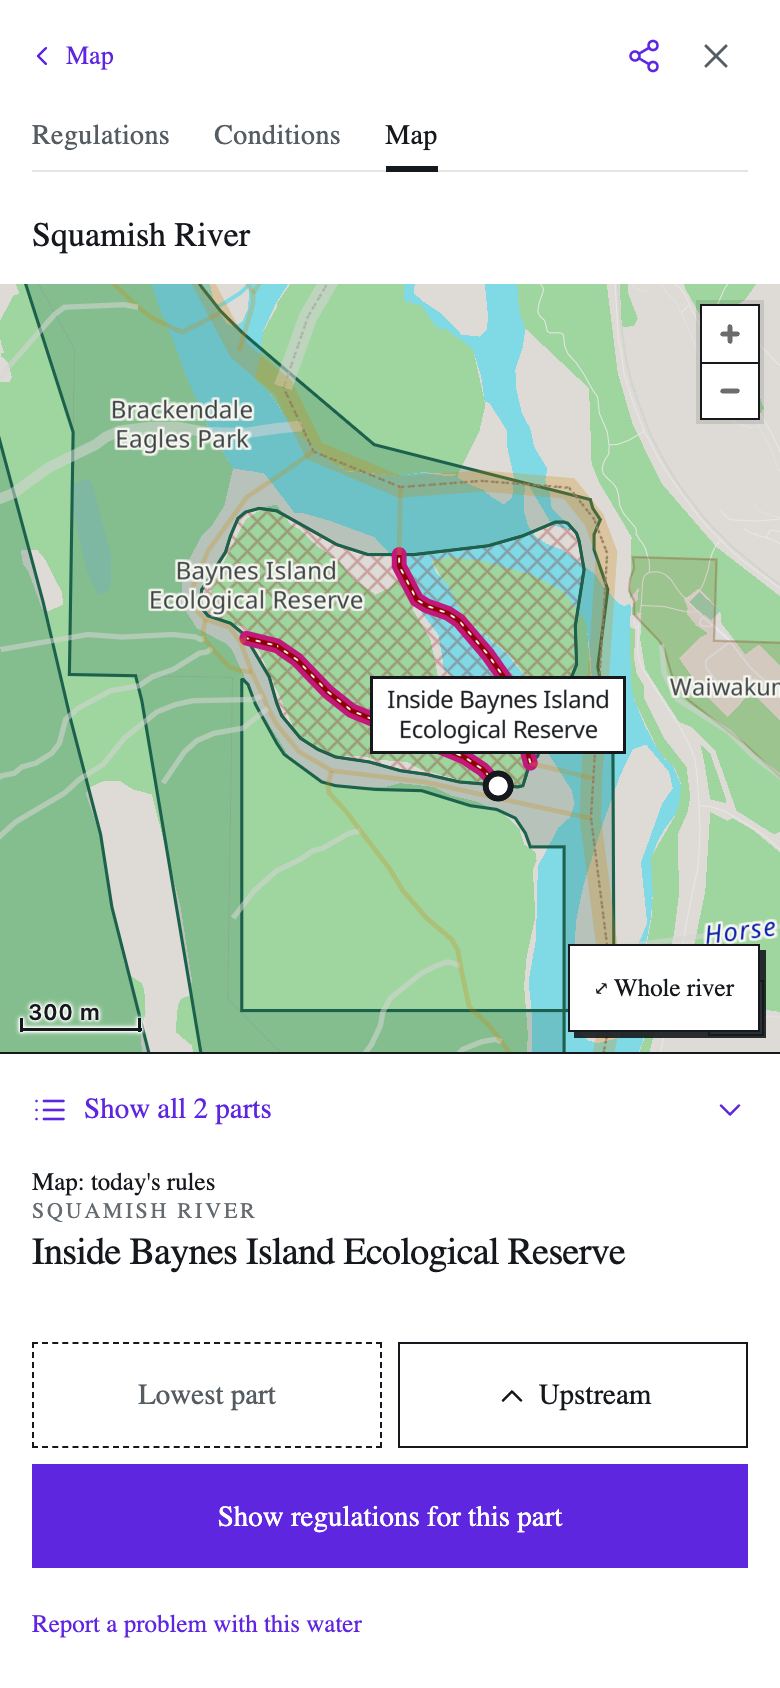 Map
Regulations
Conditions
Map
Squamish River
Brackendale
Eagles Park
Baynes Island
Ecological Reserve
Inside Baynes Island
Ecological Reserve
Waiwakum
Horse
300 m
Whole river
Show all 2 parts
Map: today's rules
SQUAMISH RIVER
Inside Baynes Island Ecological Reserve
Lowest part
Upstream
Show regulations for this part
Report a problem with this water